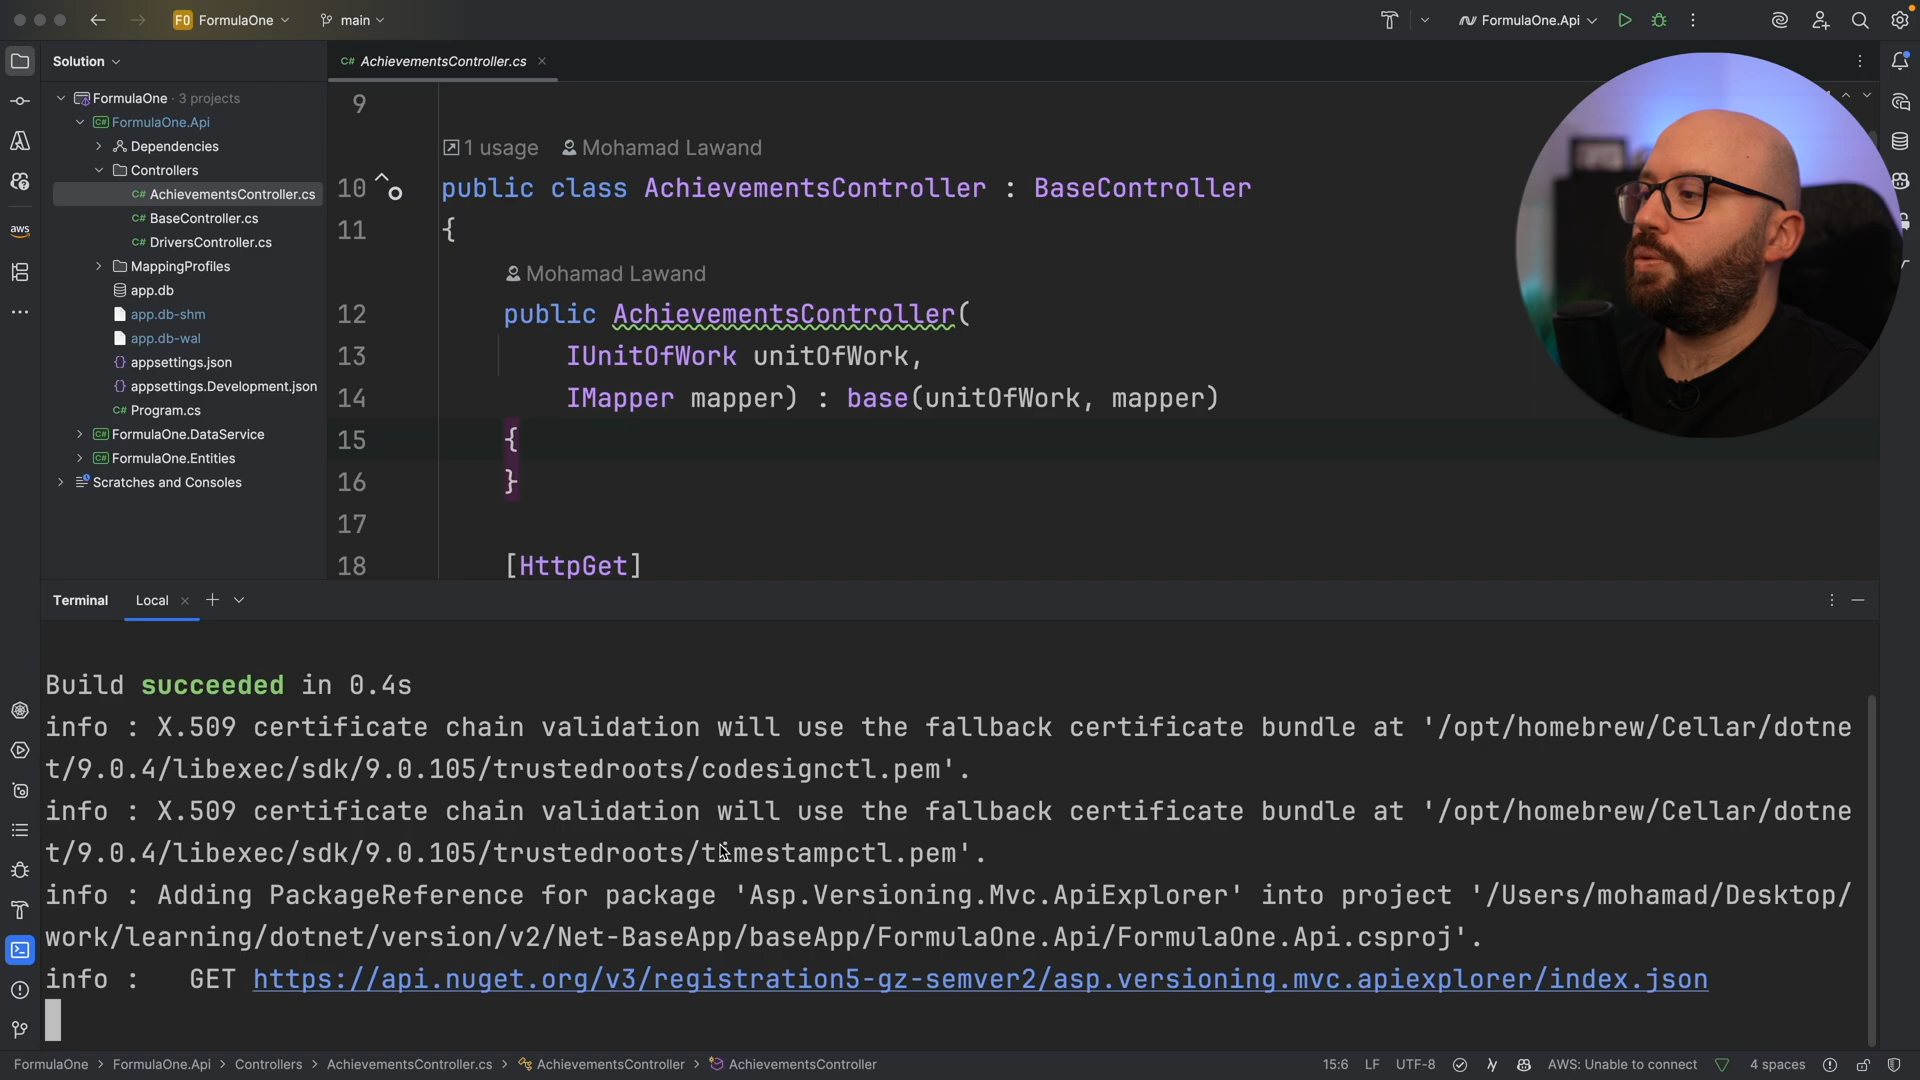 F0 FormulaOne main FormulaOne.Api
Solution
C# AchievementsController.cs
FormulaOne · 3 projects
C# FormulaOne.Api
Dependencies
Controllers
C# AchievementsController.cs
C# BaseController.cs
C# DriversController.cs
MappingProfiles
app.db
app.db-shm
app.db-wal
{} appsettings.json
{} appsettings.Development.json
C# Program.cs
C# FormulaOne.DataService
C# FormulaOne.Entities
Scratches and Consoles
aws
9
1 usage Mohamad Lawand
10 public class AchievementsController : BaseController
11 {
Mohamad Lawand
12 public AchievementsController(
13 IUnitOfWork unitOfWork,
14 IMapper mapper) : base(unitOfWork, mapper)
15 {
16 }
17
18 [HttpGet]
Terminal Local
Build succeeded in 0.4s
info : X.509 certificate chain validation will use the fallback certificate bundle at '/opt/homebrew/Cellar/dotne
t/9.0.4/libexec/sdk/9.0.105/trustedroots/codesignctl.pem'.
info : X.509 certificate chain validation will use the fallback certificate bundle at '/opt/homebrew/Cellar/dotne
t/9.0.4/libexec/sdk/9.0.105/trustedroots/timestampctl.pem'.
info : Adding PackageReference for package 'Asp.Versioning.Mvc.ApiExplorer' into project '/Users/mohamad/Desktop/
work/learning/dotnet/version/v2/Net-BaseApp/baseApp/FormulaOne.Api/FormulaOne.Api.csproj'.
info :   GET https://api.nuget.org/v3/registration5-gz-semver2/asp.versioning.mvc.apiexplorer/index.json
FormulaOne > FormulaOne.Api > Controllers > AchievementsController.cs > AchievementsController > AchievementsController 15:6 LF UTF-8 AWS: Unable to connect 4 spaces